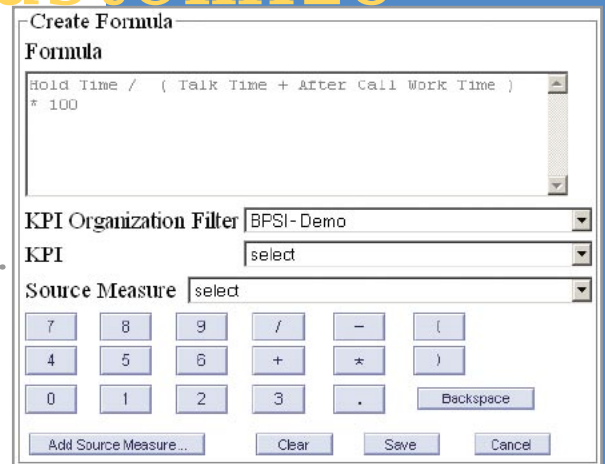 Create Formula
Formula
Hold Time / ( Talk Time + After Call Work Time )
* 100
KPI Organization Filter BPSI-Demo
KPI select
Source Measure select
7 8 9 / - (
4 5 6 + * )
0 1 2 3 . Backspace
Add Source Measure... Clear Save Cancel